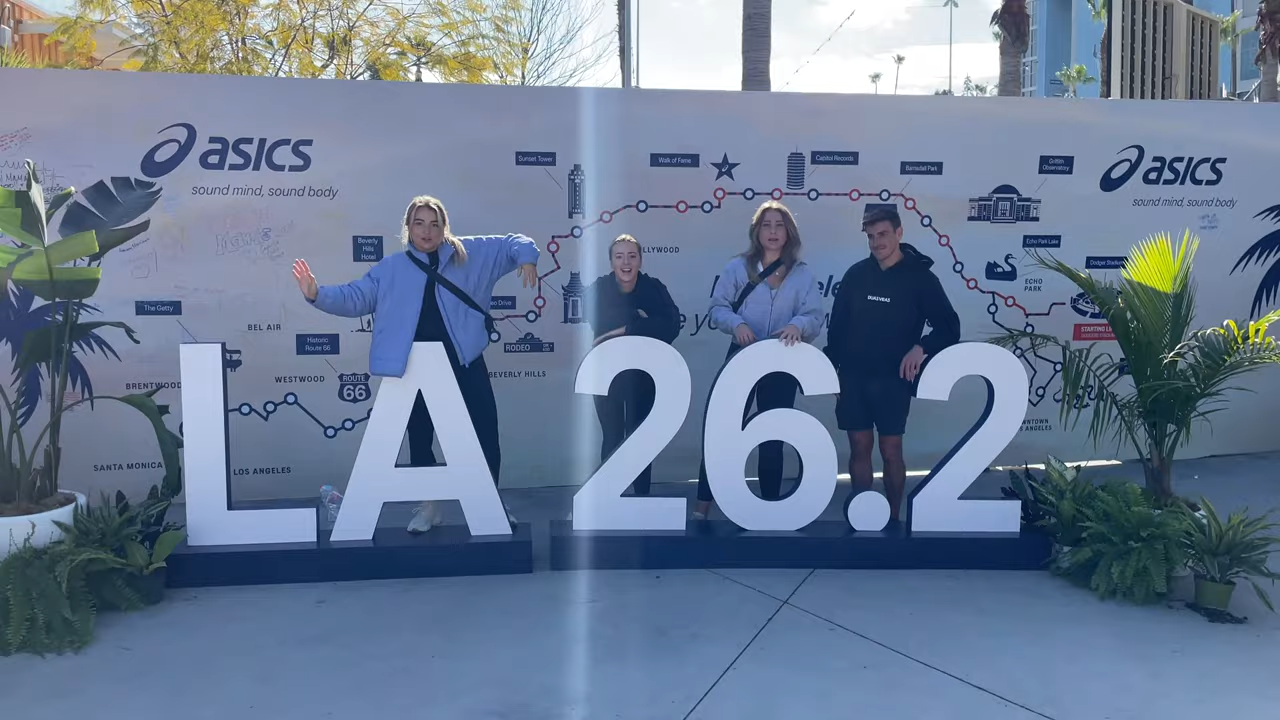 asics
sound mind, sound body
Sunset Tower
Walk of Fame
Capitol Records
Barnsdall Park
Griffith
Observatory
asics
sound mind, sound body
Beverly
Hills
Hotel
Echo Park Lake
Dodger Stadium
ECHO
PARK
The Getty
BEL AIR
Historic
Route 66
RODEO
BEVERLY HILLS
STARTING
BRENTWOOD
WESTWOOD
ROUTE
66
SANTA MONICA
LOS ANGELES
LA 26.2